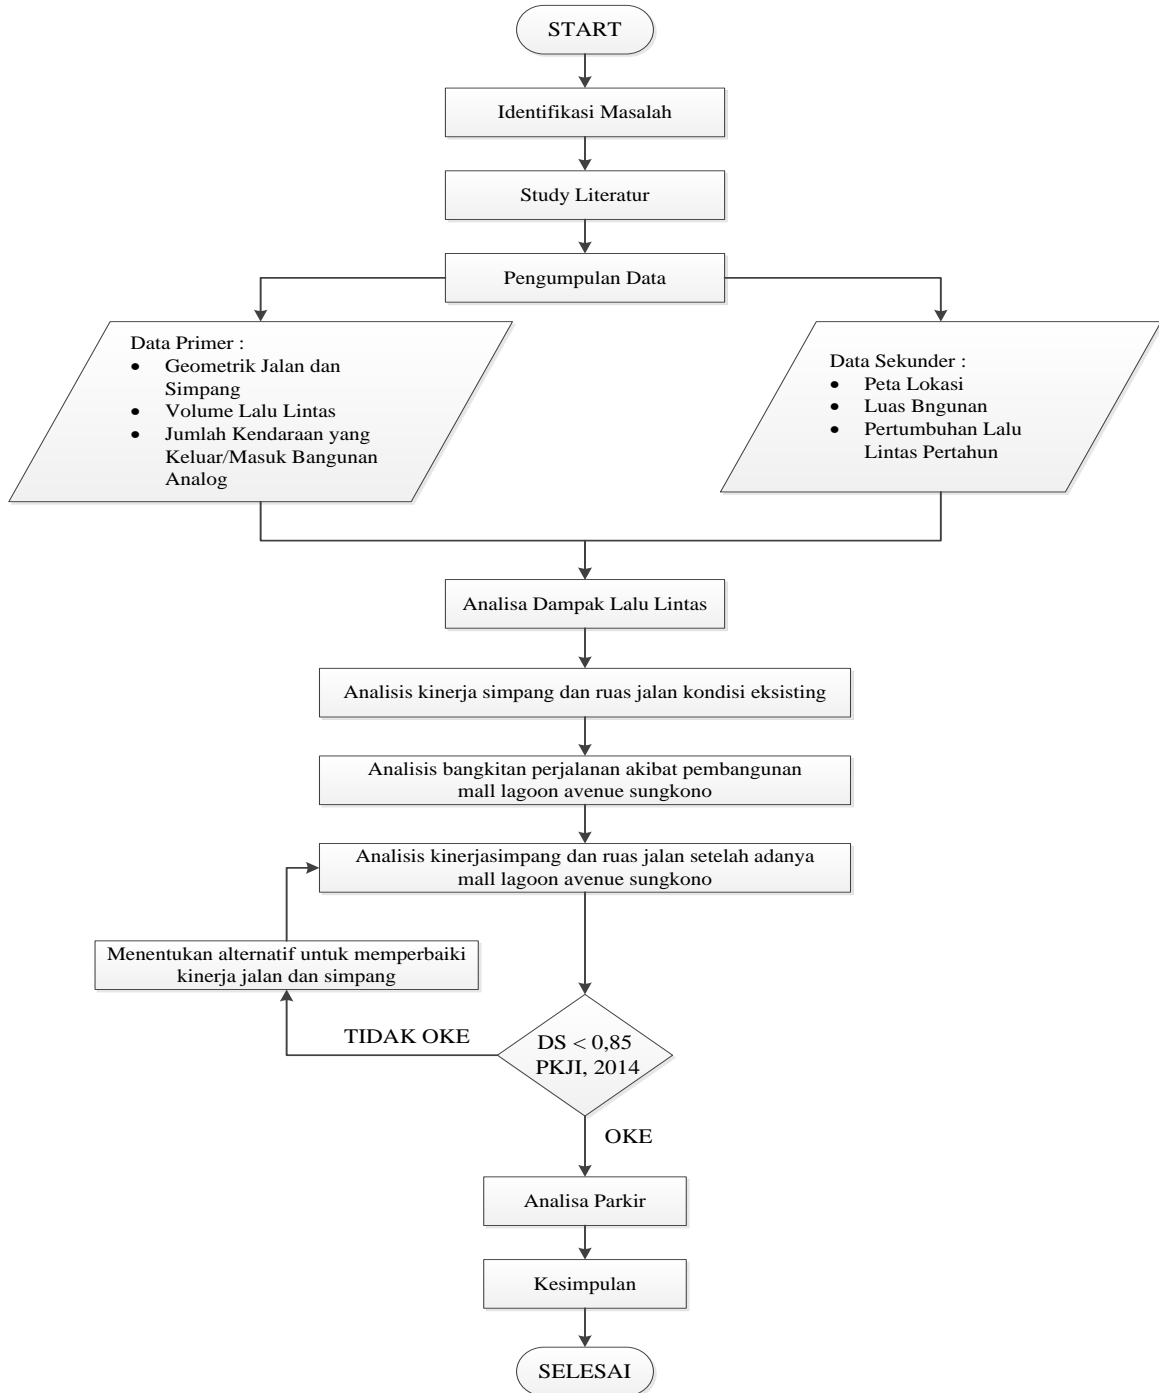 START
Identifikasi Masalah
Study Literatur
Pengumpulan Data
Data Primer :
• Geometrik Jalan dan
Simpang
• Volume Lalu Lintas
• Jumlah Kendaraan yang
Keluar/Masuk Bangunan
Analog
Data Sekunder :
• Peta Lokasi
• Luas Bngunan
• Pertumbuhan Lalu
Lintas Pertahun
Analisa Dampak Lalu Lintas
Analisis kinerja simpang dan ruas jalan kondisi eksisting
Analisis bangkitan perjalanan akibat pembangunan
mall lagoon avenue sungkono
Analisis kinerjasimpang dan ruas jalan setelah adanya
mall lagoon avenue sungkono
Menentukan alternatif untuk memperbaiki
kinerja jalan dan simpang
TIDAK OKE
DS < 0,85
PKJI, 2014
OKE
Analisa Parkir
Kesimpulan
SELESAI